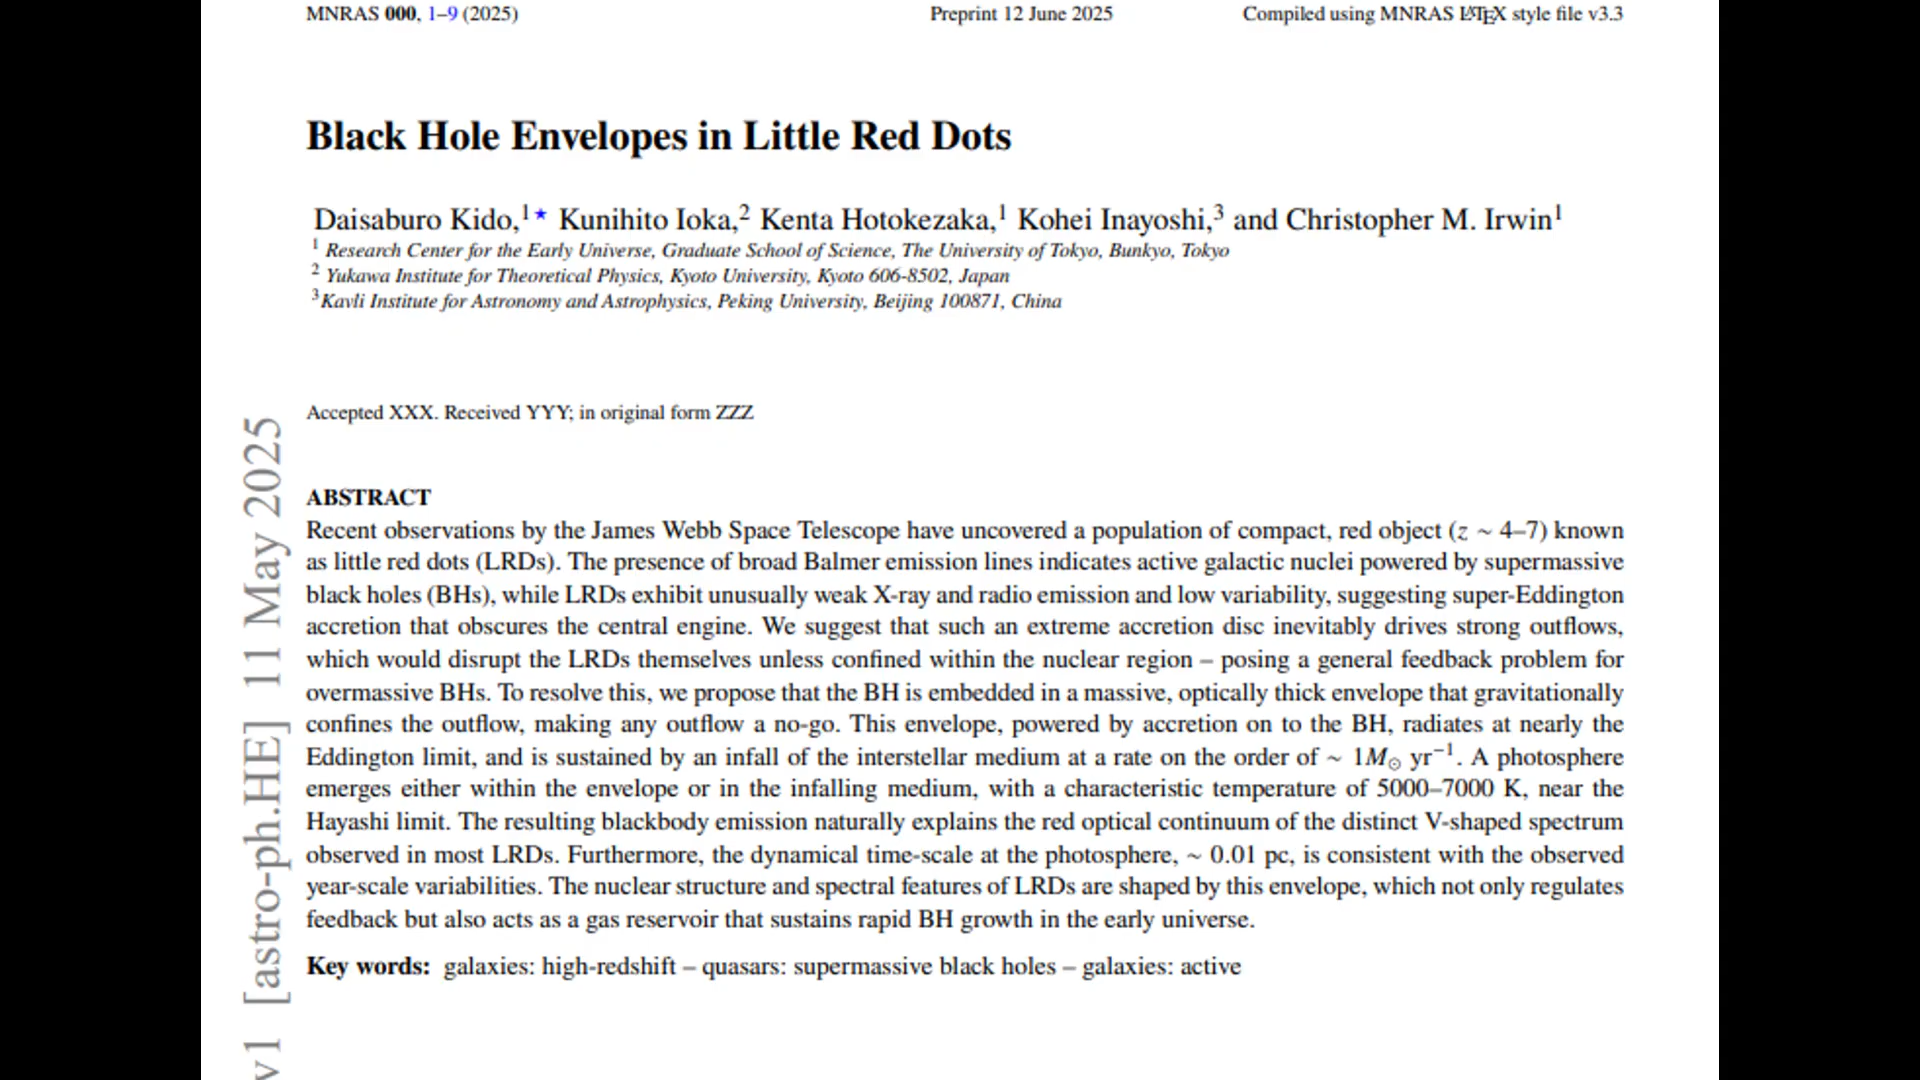 MNRAS 000, 1–9 (2025) Preprint 12 June 2025 Compiled using MNRAS LATEX style file v3.3
Black Hole Envelopes in Little Red Dots
Daisaburo Kido,1★ Kunihito Ioka,2 Kenta Hotokezaka,1 Kohei Inayoshi,3 and Christopher M. Irwin1
1 Research Center for the Early Universe, Graduate School of Science, The University of Tokyo, Bunkyo, Tokyo
2 Yukawa Institute for Theoretical Physics, Kyoto University, Kyoto 606-8502, Japan
3 Kavli Institute for Astronomy and Astrophysics, Peking University, Beijing 100871, China
Accepted XXX. Received YYY; in original form ZZZ
ABSTRACT
Recent observations by the James Webb Space Telescope have uncovered a population of compact, red object (z ~ 4–7) known
as little red dots (LRDs). The presence of broad Balmer emission lines indicates active galactic nuclei powered by supermassive
black holes (BHs), while LRDs exhibit unusually weak X-ray and radio emission and low variability, suggesting super-Eddington
accretion that obscures the central engine. We suggest that such an extreme accretion disc inevitably drives strong outflows,
which would disrupt the LRDs themselves unless confined within the nuclear region – posing a general feedback problem for
overmassive BHs. To resolve this, we propose that the BH is embedded in a massive, optically thick envelope that gravitationally
confines the outflow, making any outflow a no-go. This envelope, powered by accretion on to the BH, radiates at nearly the
Eddington limit, and is sustained by an infall of the interstellar medium at a rate on the order of ~ 1M⊙ yr−1. A photosphere
emerges either within the envelope or in the infalling medium, with a characteristic temperature of 5000–7000 K, near the
Hayashi limit. The resulting blackbody emission naturally explains the red optical continuum of the distinct V-shaped spectrum
observed in most LRDs. Furthermore, the dynamical time-scale at the photosphere, ~ 0.01 pc, is consistent with the observed
year-scale variabilities. The nuclear structure and spectral features of LRDs are shaped by this envelope, which not only regulates
feedback but also acts as a gas reservoir that sustains rapid BH growth in the early universe.
Key words: galaxies: high-redshift – quasars: supermassive black holes – galaxies: active
v1 [astro-ph.HE] 11 May 2025